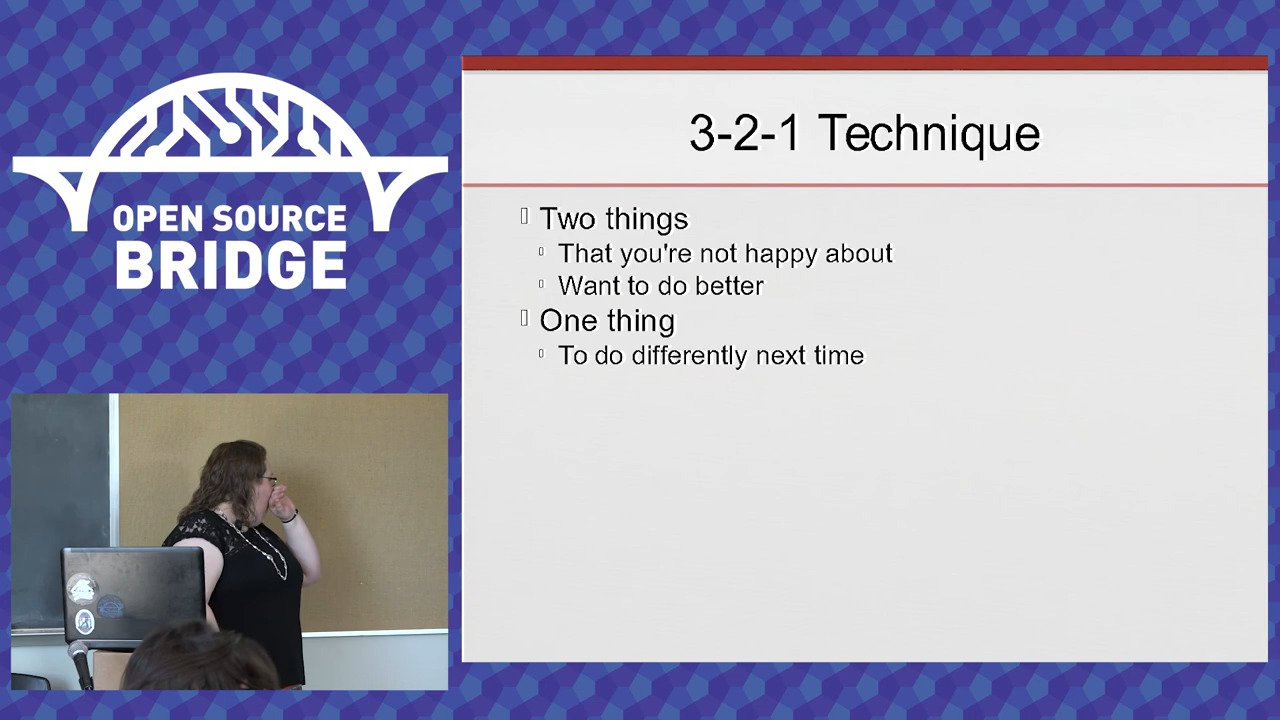 OPEN SOURCE
BRIDGE
3-2-1 Technique
Two things
That you're not happy about
Want to do better
One thing
To do differently next time